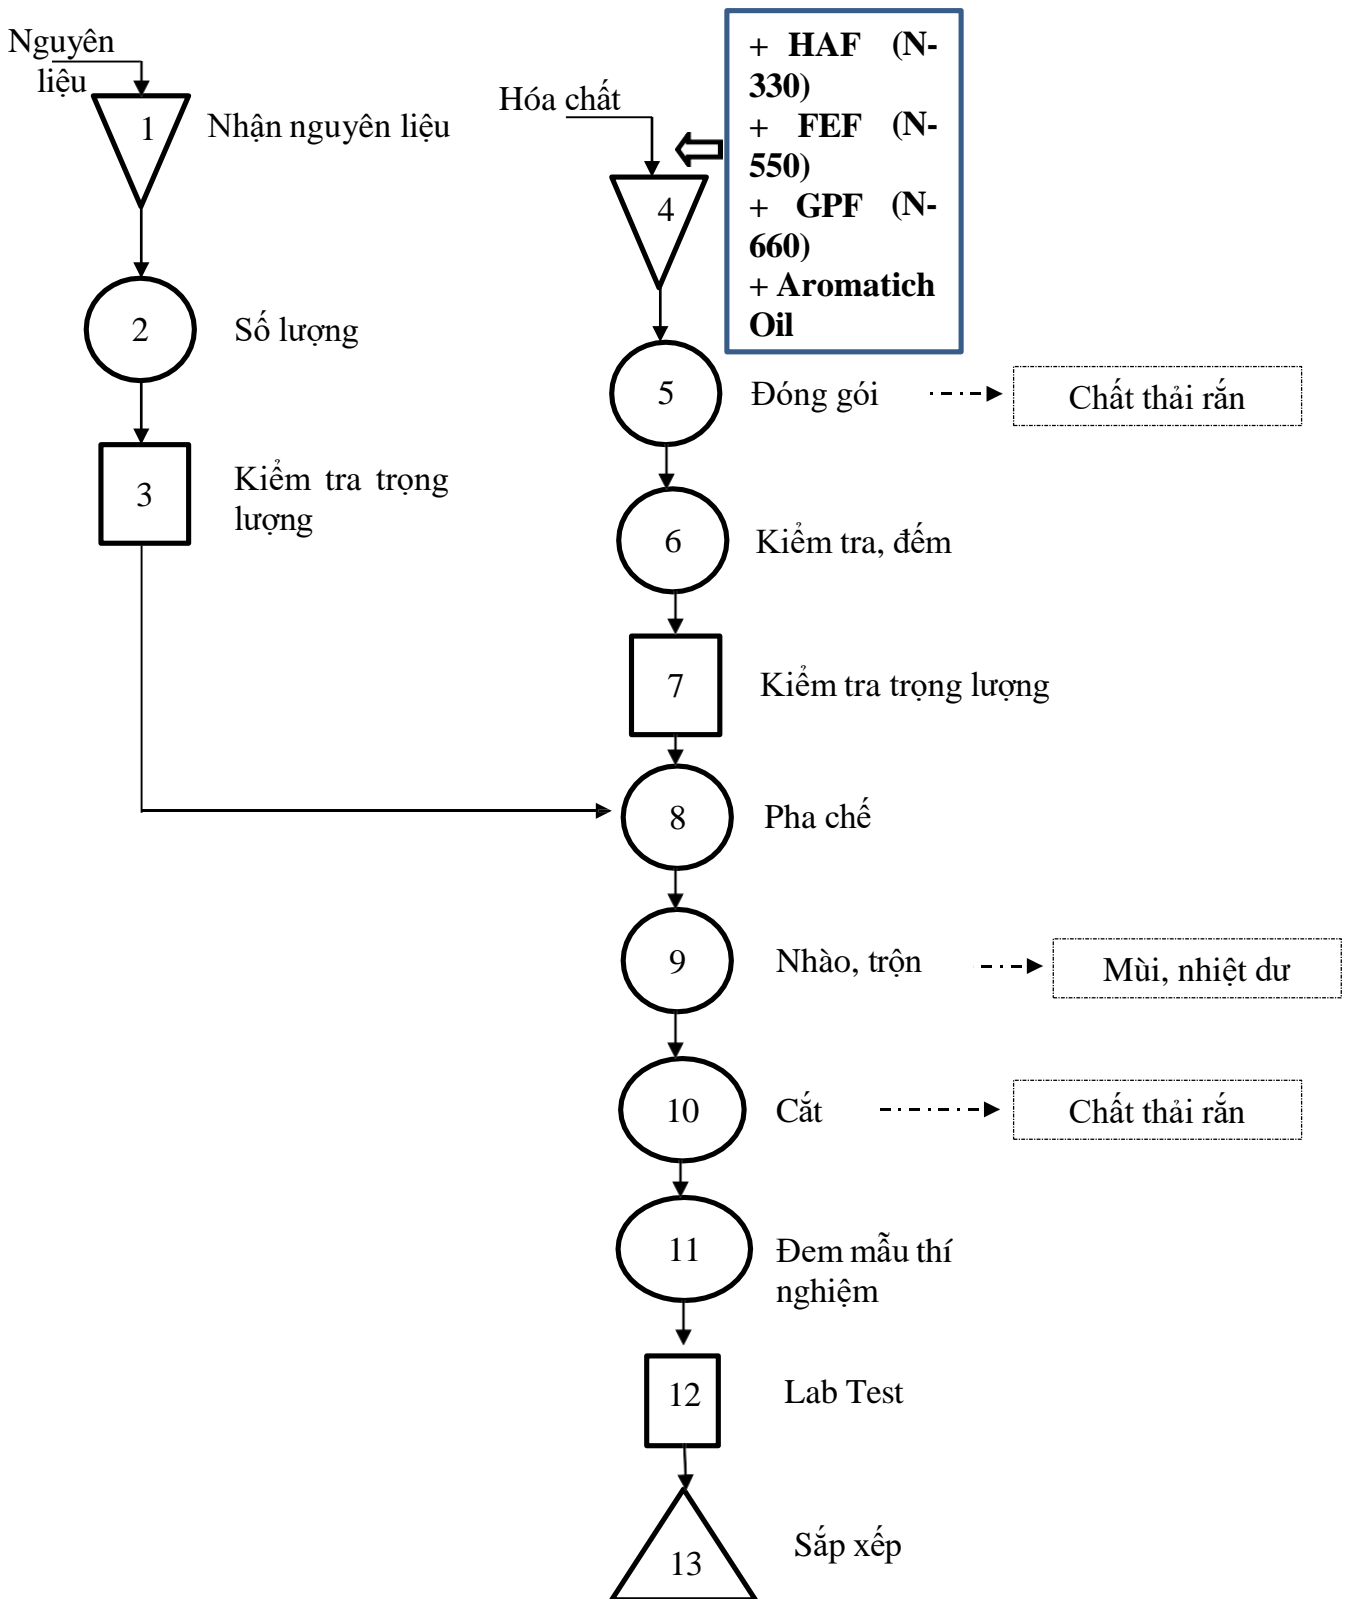 Nguyên
liệu
1
Nhận nguyên liệu
2
Số lượng
3
Kiểm tra trọng
lượng
Hóa chất
+ HAF (N-
330)
+ FEF (N-
550)
+ GPF (N-
660)
+ Aromatich
Oil
4
5
Đóng gói
Chất thải rắn
6
Kiểm tra, đếm
7
Kiểm tra trọng lượng
8
Pha chế
9
Nhào, trộn
Mùi, nhiệt dư
10
Cắt
Chất thải rắn
11
Đem mẫu thí
nghiệm
12
Lab Test
13
Sắp xếp